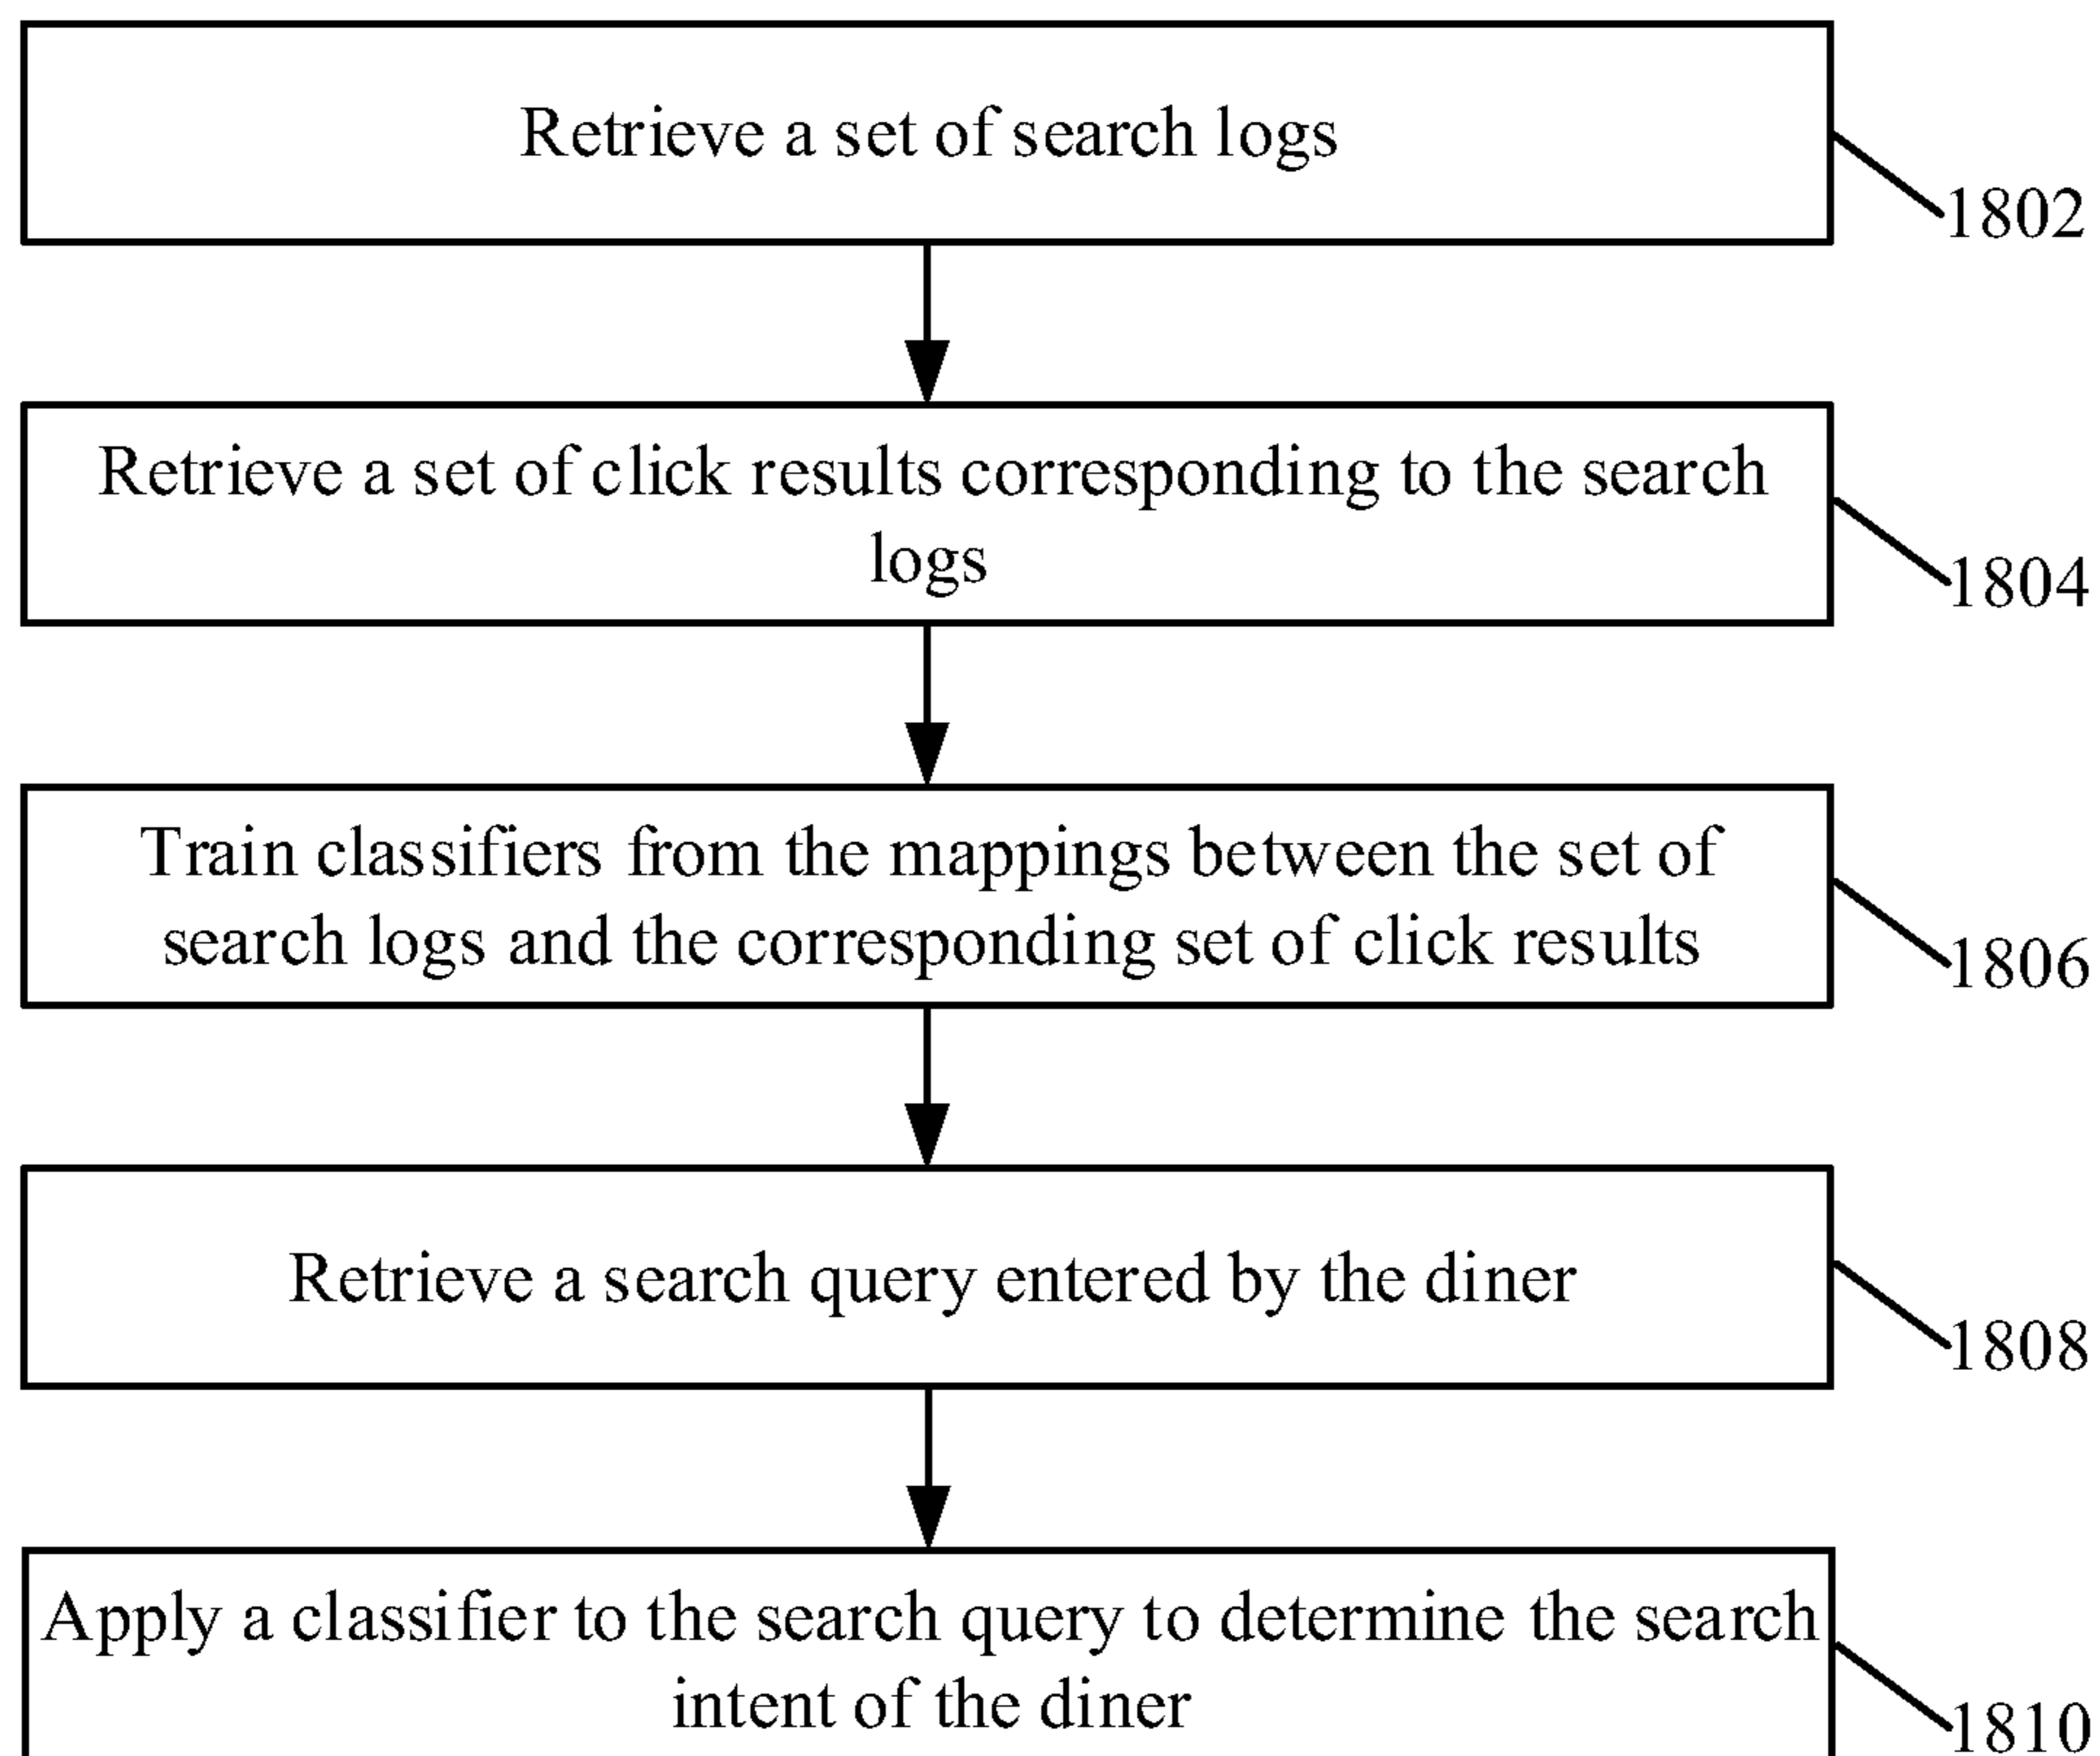 Retrieve a set of search logs
1802
Retrieve a set of click results corresponding to the search
logs
1804
Train classifiers from the mappings between the set of
search logs and the corresponding set of click results
1806
Retrieve a search query entered by the diner
1808
Apply a classifier to the search query to determine the search
intent of the diner
1810